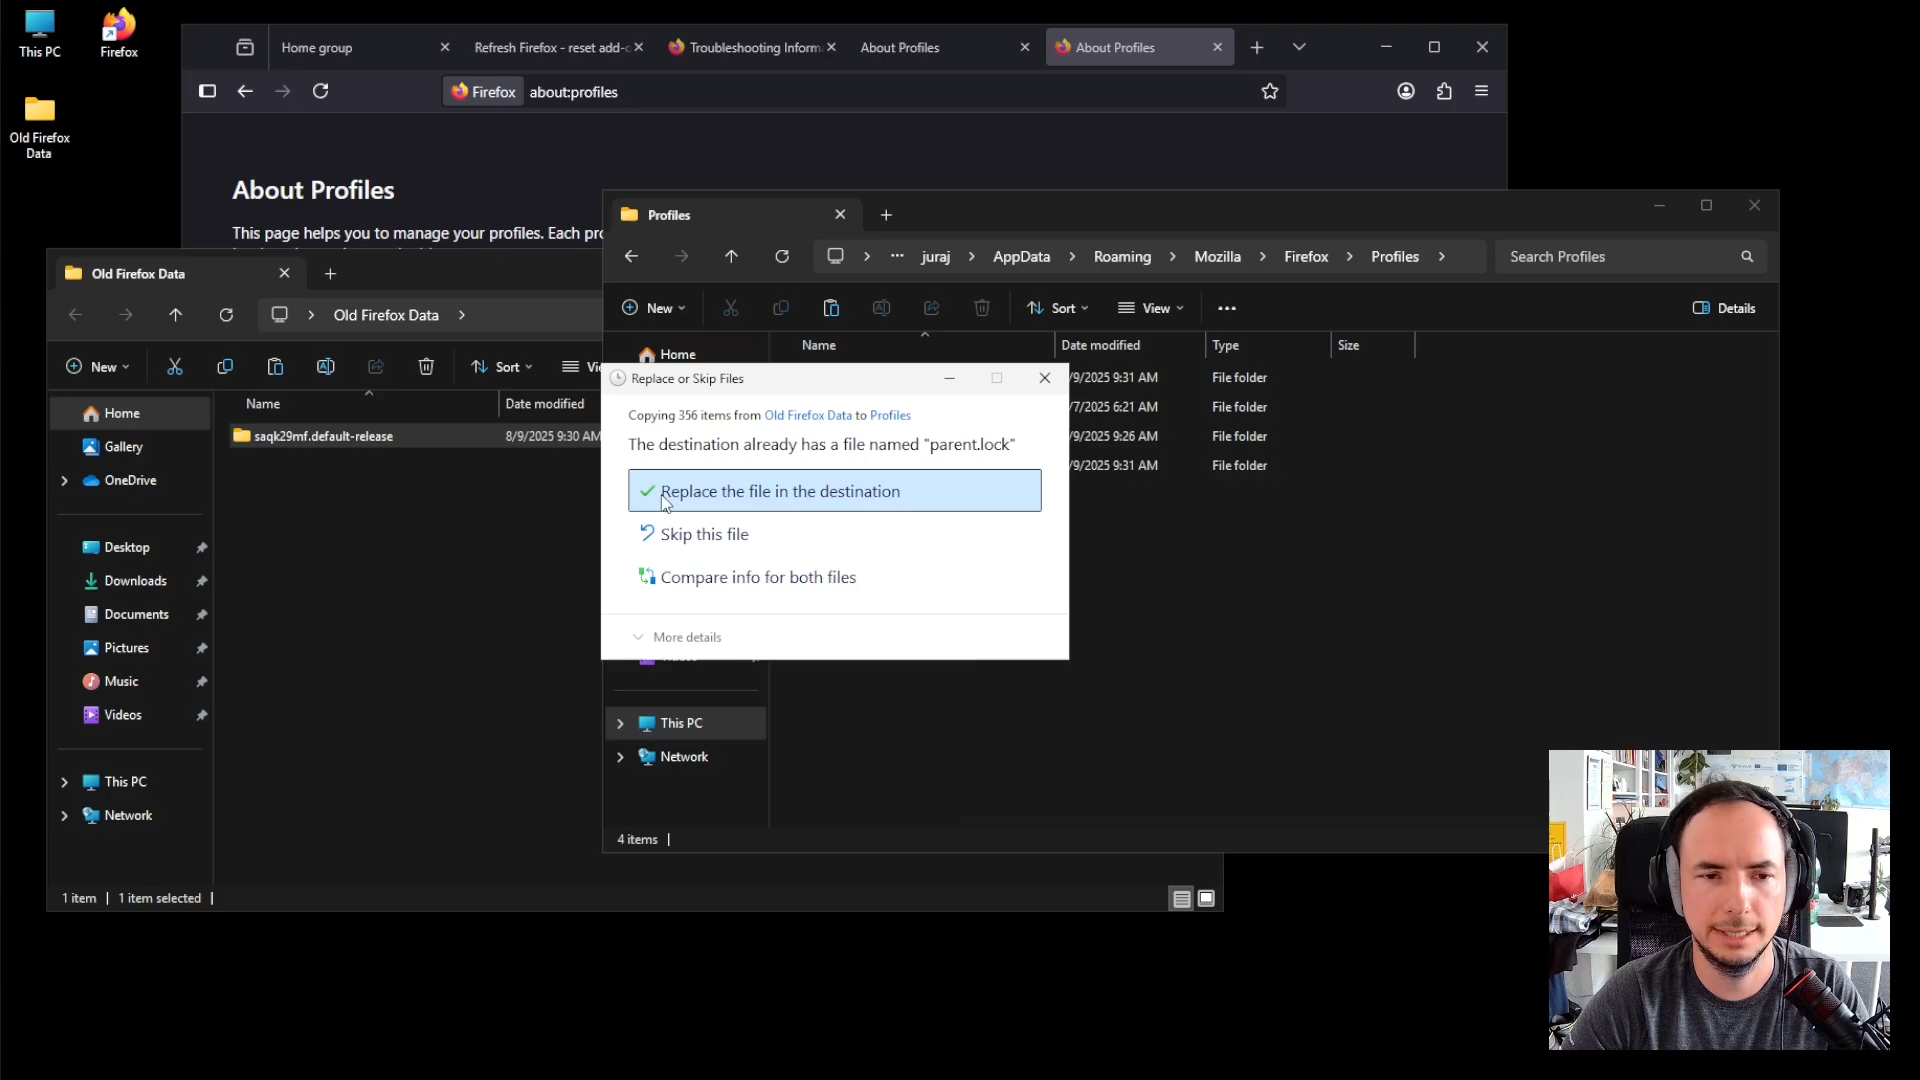 This PC
Firefox
Old Firefox
Data
Home group
Refresh Firefox - reset add-o
Troubleshooting Inform
About Profiles
About Profiles
Firefox
about:profiles
About Profiles
This page helps you to manage your profiles. Each pro
Profiles
juraj
AppData
Roaming
Mozilla
Firefox
Profiles
Search Profiles
New
Sort
View
Details
Home
Name
Date modified
Type
Size
/9/2025 9:31 AM
File folder
/7/2025 6:21 AM
File folder
/9/2025 9:26 AM
File folder
/9/2025 9:31 AM
File folder
This PC
Network
4 items
Old Firefox Data
Old Firefox Data
New
Sort
Name
Date modified
saqk29mf.default-release
8/9/2025 9:30 AM
Home
Gallery
OneDrive
Desktop
Downloads
Documents
Pictures
Music
Videos
This PC
Network
1 item
1 item selected
Replace or Skip Files
Copying 356 items from Old Firefox Data to Profiles
The destination already has a file named "parent.lock"
Replace the file in the destination
Skip this file
Compare info for both files
More details